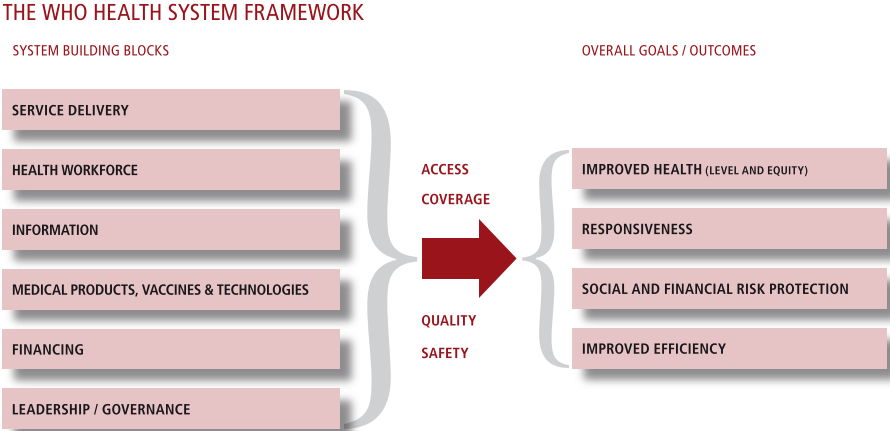 THE WHO HEALTH SYSTEM FRAMEWORK
SYSTEM BUILDING BLOCKS
SERVICE DELIVERY
HEALTH WORKFORCE
INFORMATION
MEDICAL PRODUCTS, VACCINES & TECHNOLOGIES
FINANCING
LEADERSHIP / GOVERNANCE
ACCESS
COVERAGE
QUALITY
SAFETY
OVERALL GOALS / OUTCOMES
IMPROVED HEALTH (LEVEL AND EQUITY)
RESPONSIVENESS
SOCIAL AND FINANCIAL RISK PROTECTION
IMPROVED EFFICIENCY